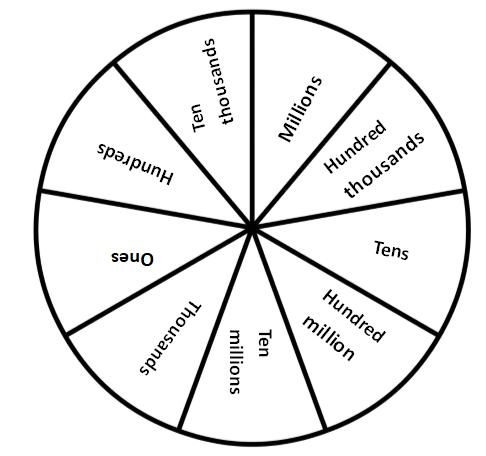 Millions
Hundred
thousands
Tens
Hundred
million
Ten
millions
Thousands
Ones
Hundreds
Ten
thousands